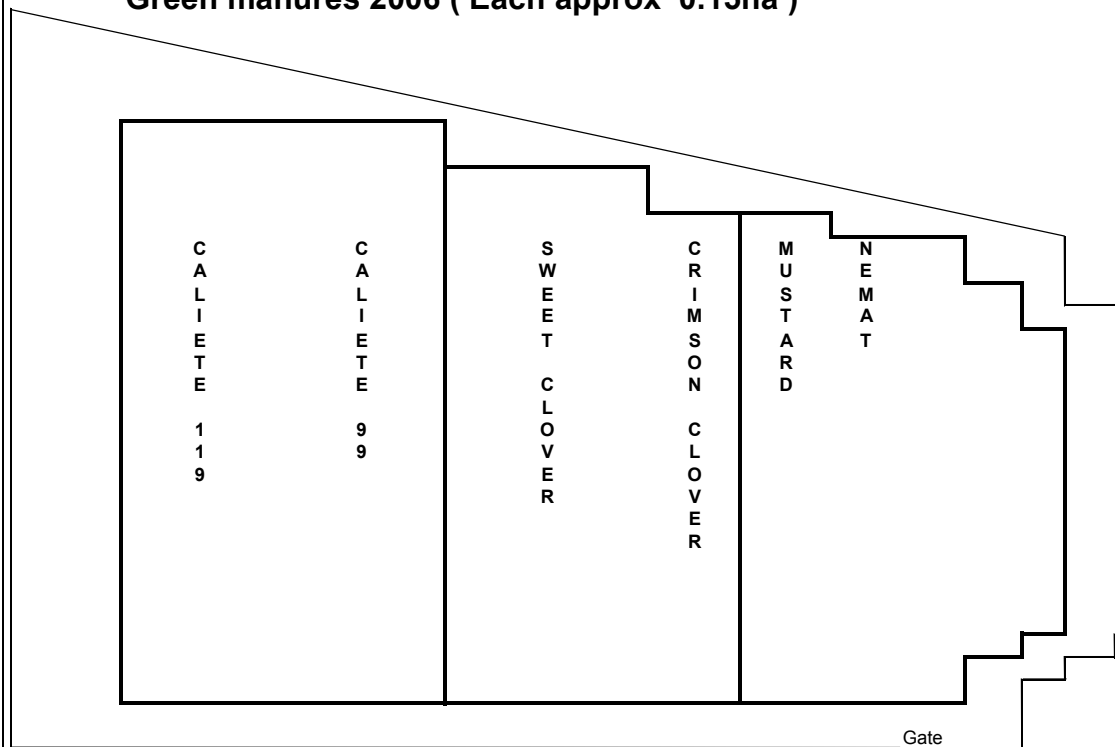 Green manures 2006 ( Each approx 0.15ha )
CALIETE 119
CALIETE 99
SWEET CLOVER
CRIMSON CLOVER
MUSTARD
NEMAT
Gate